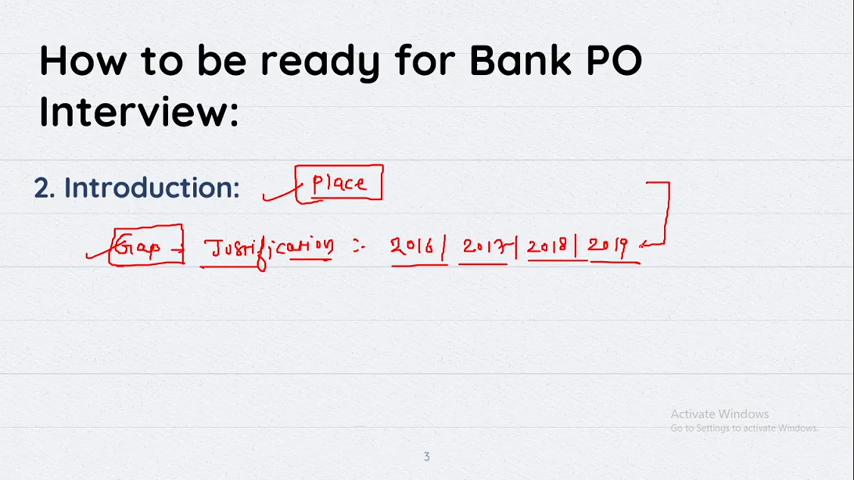 How to be ready for Bank PO
Interview:
2. Introduction: Place
Gap - Justification :- 2016| 2017| 2018| 2019
Activate Windows
Go to Settings to activate Windows.
3